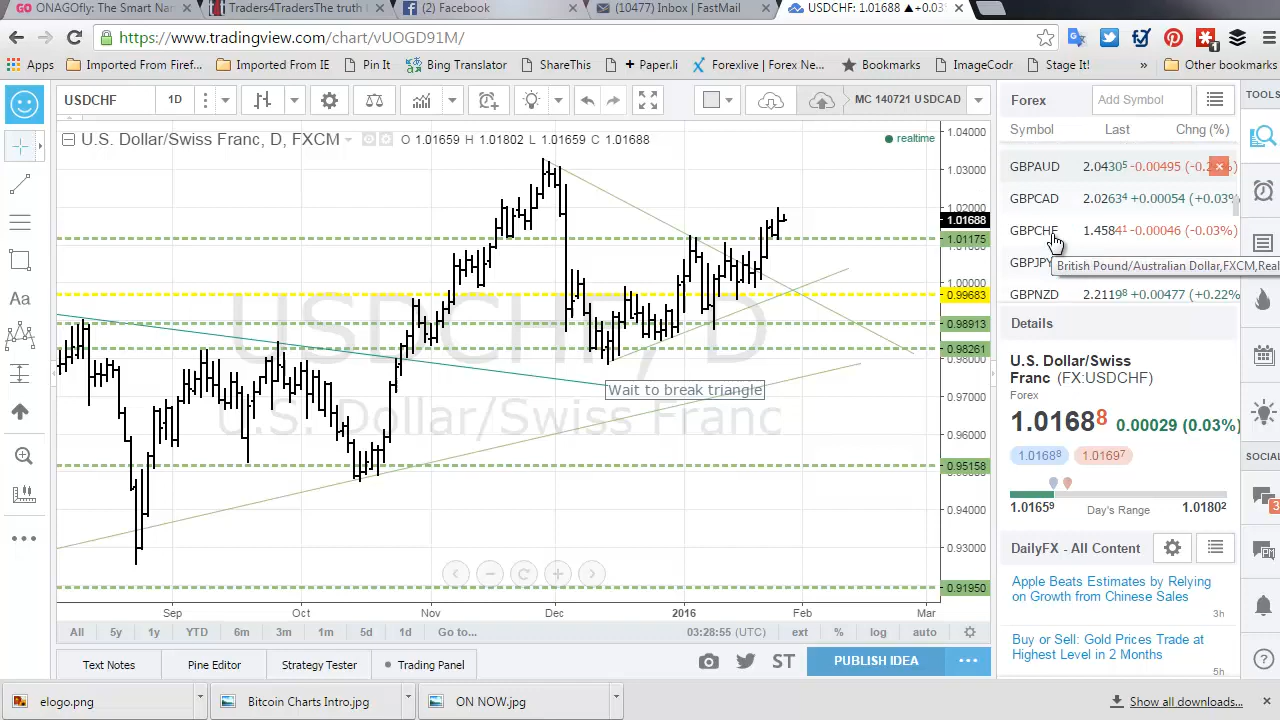 ONAGOfly: The Smart Nan
Traders4TradersThe truth
(2) Facebook
(10477) Inbox | FastMail
USDCHF: 1.01688 ▲+0.03
https://www.tradingview.com/chart/vUOGD91M/
Apps
Imported From Firef...
Imported From IE
Pin It
Bing Translator
ShareThis
+ Paper.li
Forexlive | Forex Ne...
Bookmarks
ImageCodr
Stage It!
»
Other bookmarks
USDCHF
1D
MC 140721 USDCAD
Forex
Add Symbol
TOOLS
U.S. Dollar/Swiss Franc, D, FXCM
O 1.01659 H 1.01802 L 1.01659 C 1.01688
realtime
Symbol Last Chng (%)
GBPAUD 2.0430⁵ -0.00495
GBPCAD 2.0263⁴ +0.00054 (+0.03%
GBPCHF 1.4584¹ -0.00046 (-0.03%)
GBPJPY
British Pound/Australian Dollar,FXCM,Real
GBPNZD 2.2119⁸ +0.00477 (+0.22%
1.04000
1.03000
1.02000
1.01688
1.01175
1.00000
0.99683
0.98913
0.98261
0.98000
0.97000
0.96000
0.95158
0.94000
0.93000
0.91950
USDCHF, D
U.S. Dollar/Swiss Franc
Wait to break triangle
Aa
Sep Oct Nov Dec 2016 Feb Mar
All 5y 1y YTD 6m 3m 1m 5d 1d Go to...
03:28:55 (UTC) ext % log auto
Text Notes
Pine Editor
Strategy Tester
Trading Panel
ST
PUBLISH IDEA
Details
U.S. Dollar/Swiss
Franc (FX:USDCHF)
Forex
1.0168⁸ 0.00029 (0.03%)
1.0168⁸ 1.0169⁷
1.0165⁹ Day's Range 1.0180²
SOCIAL
DailyFX - All Content
Apple Beats Estimates by Relying
on Growth from Chinese Sales
3h
Buy or Sell: Gold Prices Trade at
Highest Level in 2 Months
5h
elogo.png
Bitcoin Charts Intro.jpg
ON NOW.jpg
Show all downloads...